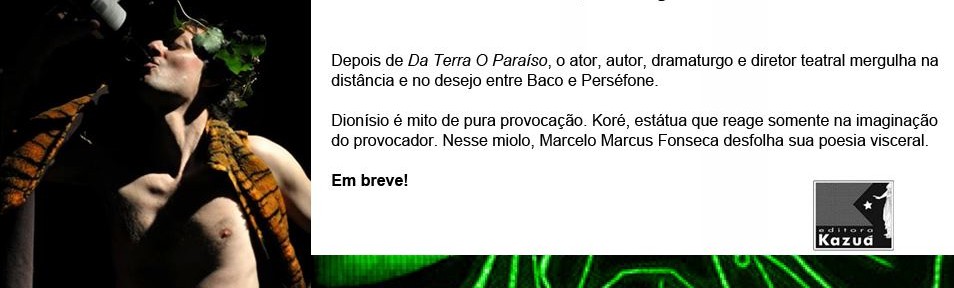 Depois de Da Terra O Paraíso, o ator, autor, dramaturgo e diretor teatral mergulha na
distância e no desejo entre Baco e Perséfone.
Dionísio é mito de pura provocação. Koré, estátua que reage somente na imaginação
do provocador. Nesse miolo, Marcelo Marcus Fonseca desfolha sua poesia visceral.
Em breve!
editora
Kazuá